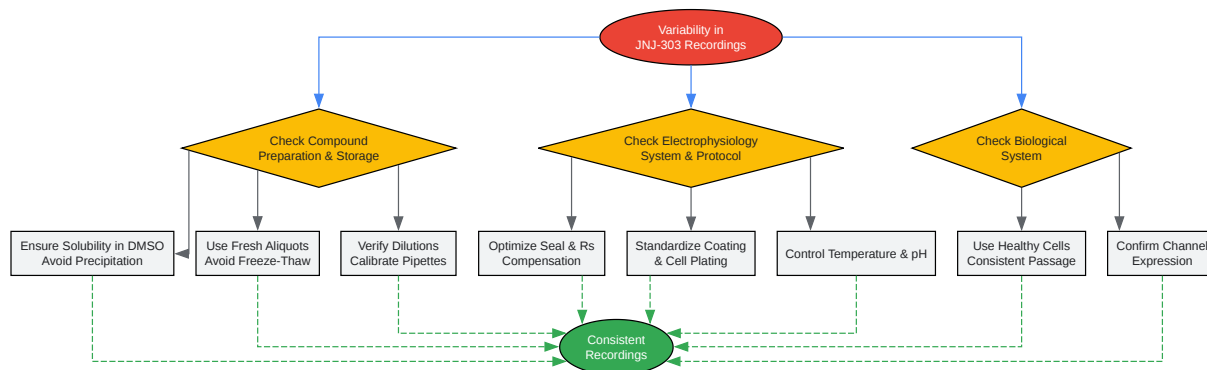 Variability in
JNJ-303 Recordings
Check Compound
Preparation & Storage
Check Electrophysiology
System & Protocol
Check Biological
System
Ensure Solubility in DMSO
Avoid Precipitation
Use Fresh Aliquots
Avoid Freeze-Thaw
Verify Dilutions
Calibrate Pipettes
Optimize Seal & Rs
Compensation
Standardize Coating
& Cell Plating
Control Temperature & pH
Use Healthy Cells
Consistent Passage
Confirm Channel
Expression
Consistent
Recordings